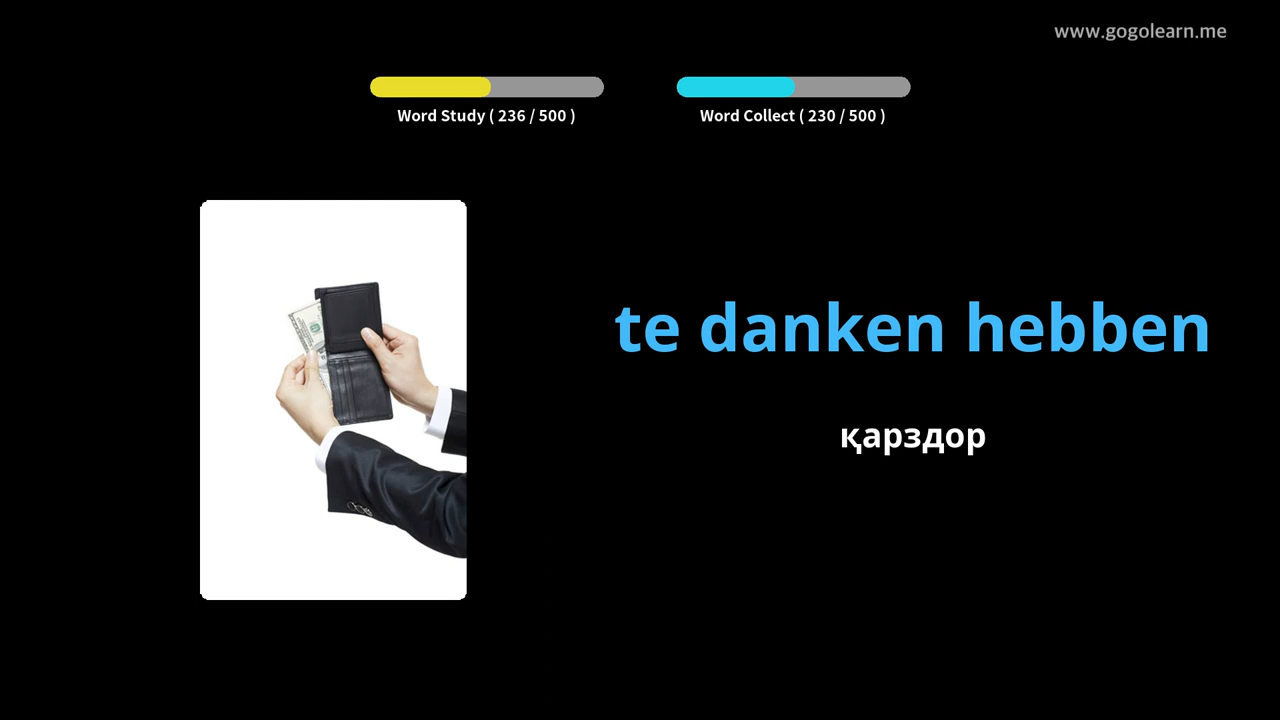 www.gogolearn.me
Word Study ( 236 / 500 )
Word Collect ( 230 / 500 )
te danken hebben
қарздор